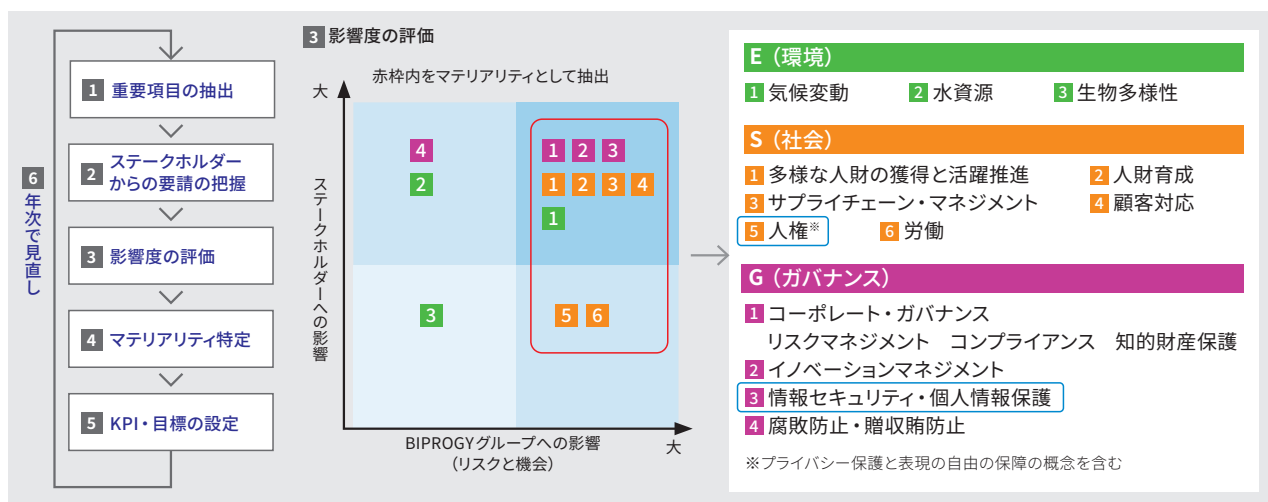 6 年次で見直し
1 重要項目の抽出
2 ステークホルダー
からの要請の把握
3 影響度の評価
4 マテリアリティ特定
5 KPI・目標の設定
3 影響度の評価
赤枠内をマテリアリティとして抽出
大
ステークホルダーへの影響
4 1 2 3
2 1 2 3 4
1
3 5 6
BIPROGYグループへの影響
(リスクと機会)
大
E(環境)
1 気候変動 2 水資源 3 生物多様性
S(社会)
1 多様な人財の獲得と活躍推進 2 人財育成
3 サプライチェーン・マネジメント 4 顧客対応
5 人権※ 6 労働
G(ガバナンス)
1 コーポレート・ガバナンス
リスクマネジメント コンプライアンス 知的財産保護
2 イノベーションマネジメント
3 情報セキュリティ・個人情報保護
4 腐敗防止・贈収賄防止
※プライバシー保護と表現の自由の保障の概念を含む